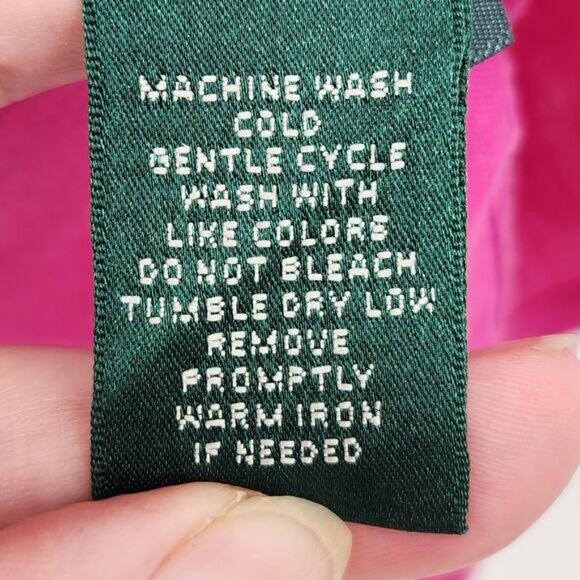 MACHINE WASH
COLD
GENTLE CYCLE
WASH WITH
LIKE COLORS
DO NOT BLEACH
TUMBLE DRY LOW
REMOVE
PROMPTLY
WARM IRON
IF NEEDED